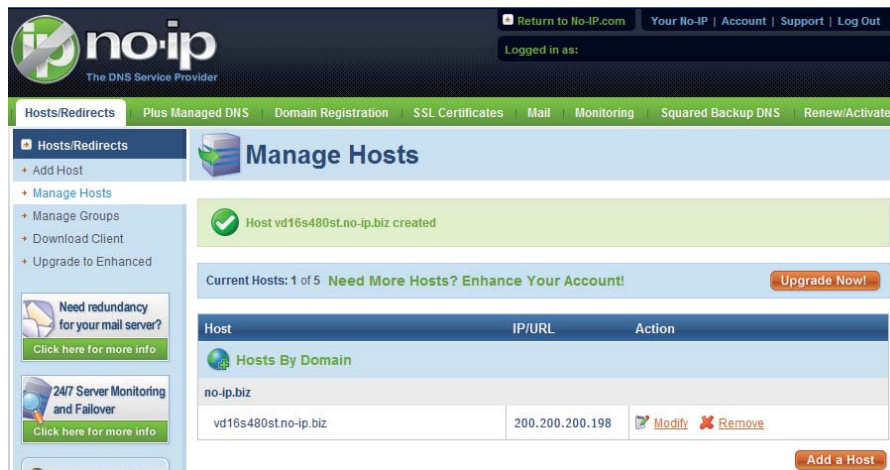 no-ip
The DNS Service Provider
Return to No-IP.com
Your No-IP | Account | Support | Log Out
Logged in as:
Hosts/Redirects
Plus Managed DNS
Domain Registration
SSL Certificates
Mail
Monitoring
Squared Backup DNS
Renew/Activate
Hosts/Redirects
Add Host
Manage Hosts
Manage Groups
Download Client
Upgrade to Enhanced
Need redundancy
for your mail server?
Click here for more info
24/7 Server Monitoring
and Failover
Click here for more info
Manage Hosts
Host vd16s480st.no-ip.biz created
Current Hosts: 1 of 5 Need More Hosts? Enhance Your Account!
Upgrade Now!
Host IP/URL Action
Hosts By Domain
no-ip.biz
vd16s480st.no-ip.biz 200.200.200.198 Modify Remove
Add a Host